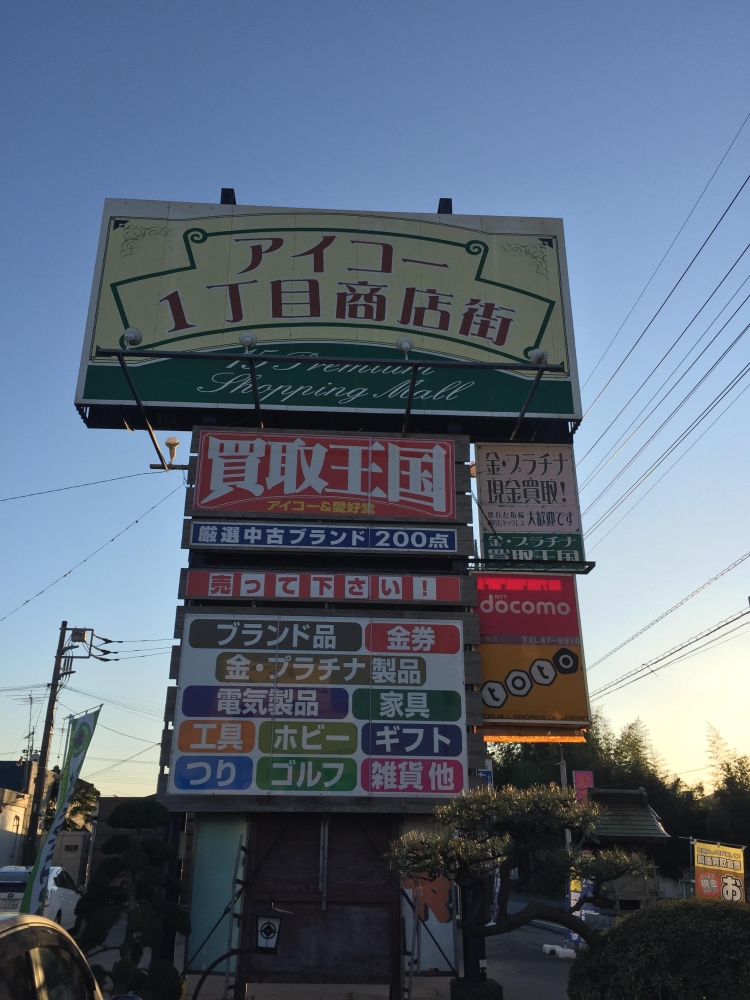 アイコー
1丁目商店街
15 Premium
Shopping Mall
買取王国
アイコー&愛好堂
厳選中古ブランド 200点
売って下さい!
ブランド品
金券
金・プラチナ製品
電気製品
家具
工具
ホビー
ギフト
つり
ゴルフ
雑貨他
金・プラチナ
現金買取!
大歓迎です
金・プラチナ
買取王国
NTT
docomo
toto
お